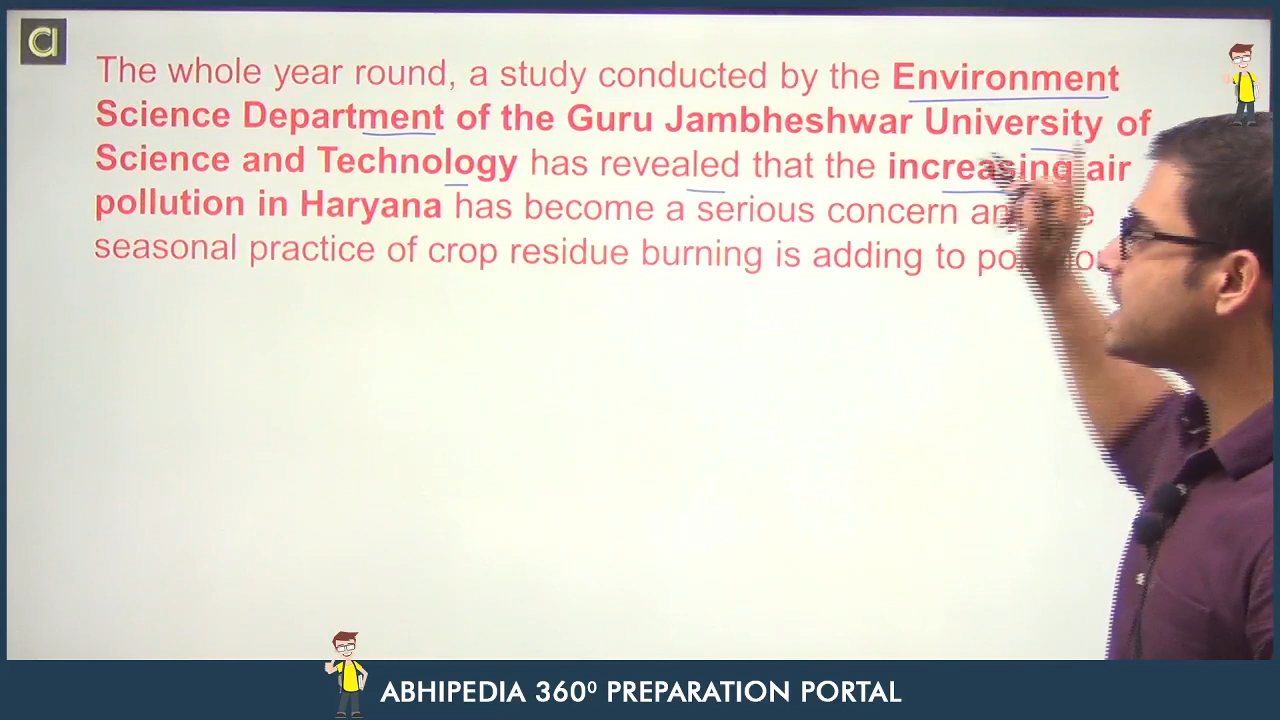 The whole year round, a study conducted by the Environment
Science Department of the Guru Jambheshwar University of
Science and Technology has revealed that the increasing air
pollution in Haryana has become a serious concern
seasonal practice of crop residue burning is adding to
ABHIPEDIA 360⁰ PREPARATION PORTAL